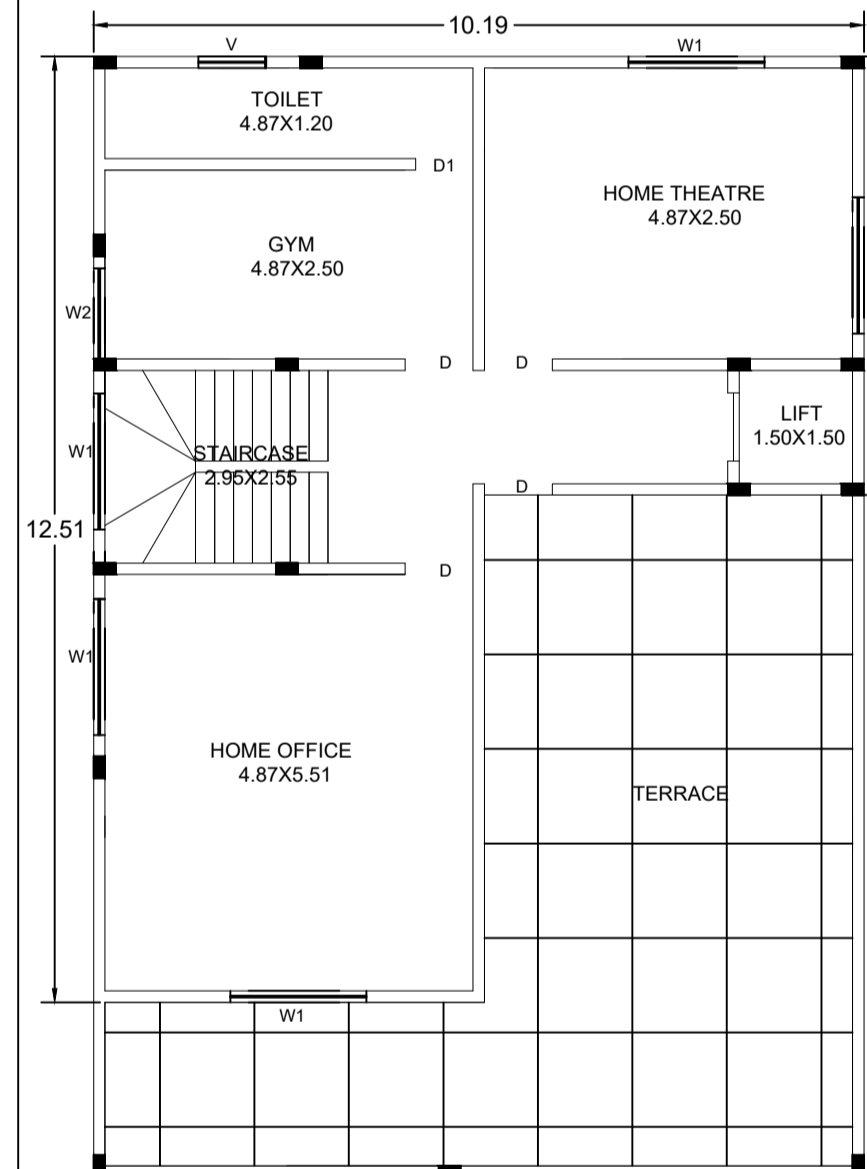 10.19
V
W1
TOILET
4.87X1.20
D1
HOME THEATRE
4.87X2.50
GYM
4.87X2.50
W2
D
D
LIFT
1.50X1.50
W1
STAIRCASE
2.95X2.55
D
12.51
D
W1
HOME OFFICE
4.87X5.51
TERRACE
W1